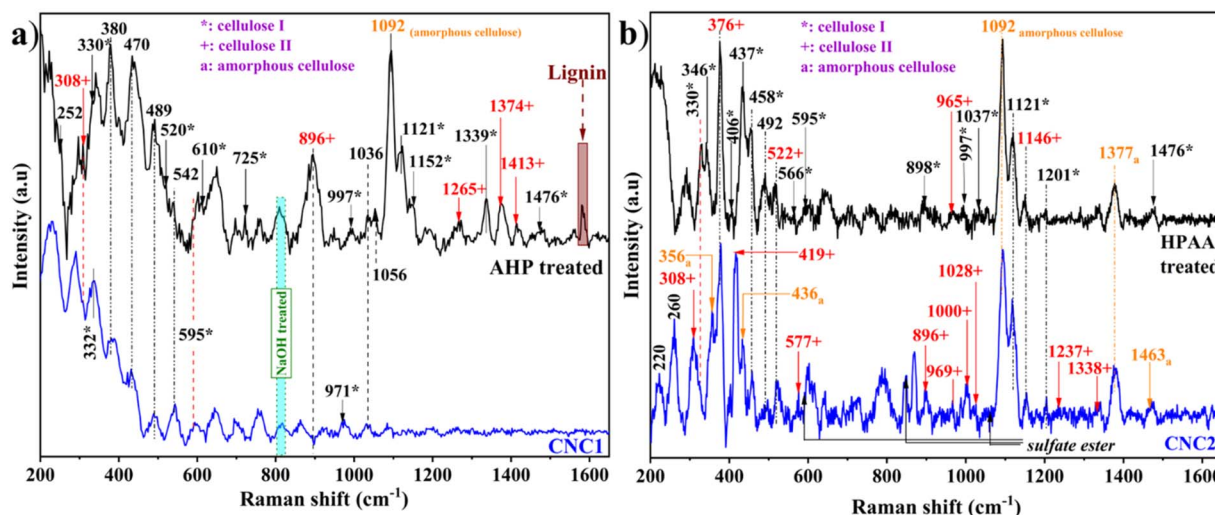 a)
*: cellulose I
+: cellulose II
a: amorphous cellulose
1092 (amorphous cellulose)
Lignin
252
308+
330*
380
470
489
520*
542
610*
725*
896+
997*
1036
1056
1121*
1152*
1265+
1339*
1374+
1413+
1476*
AHP treated
NaOH treated
332*
595*
971*
CNC1
Intensity (a.u)
200 400 600 800 1000 1200 1400 1600
Raman shift (cm-1)
b)
*: cellulose I
+: cellulose II
a: amorphous cellulose
1092 amorphous cellulose
330*
346*
376+
406*
437*
458*
492
522+
566*
595*
898*
965+
997*
1037*
1121*
1146+
1201*
1377a
1476*
HPAA
treated
220
260
308+
356a
419+
436a
577+
896+
969+
1000+
1028+
1237+
1338+
1463a
sulfate ester
CNC2
Intensity (a.u)
200 400 600 800 1000 1200 1400 1600
Raman shift (cm-1)